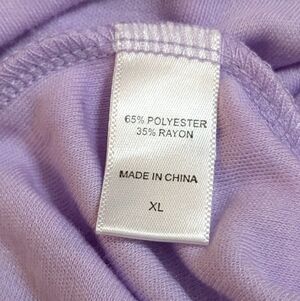 65% POLYESTER
35% RAYON
MADE IN CHINA
XL